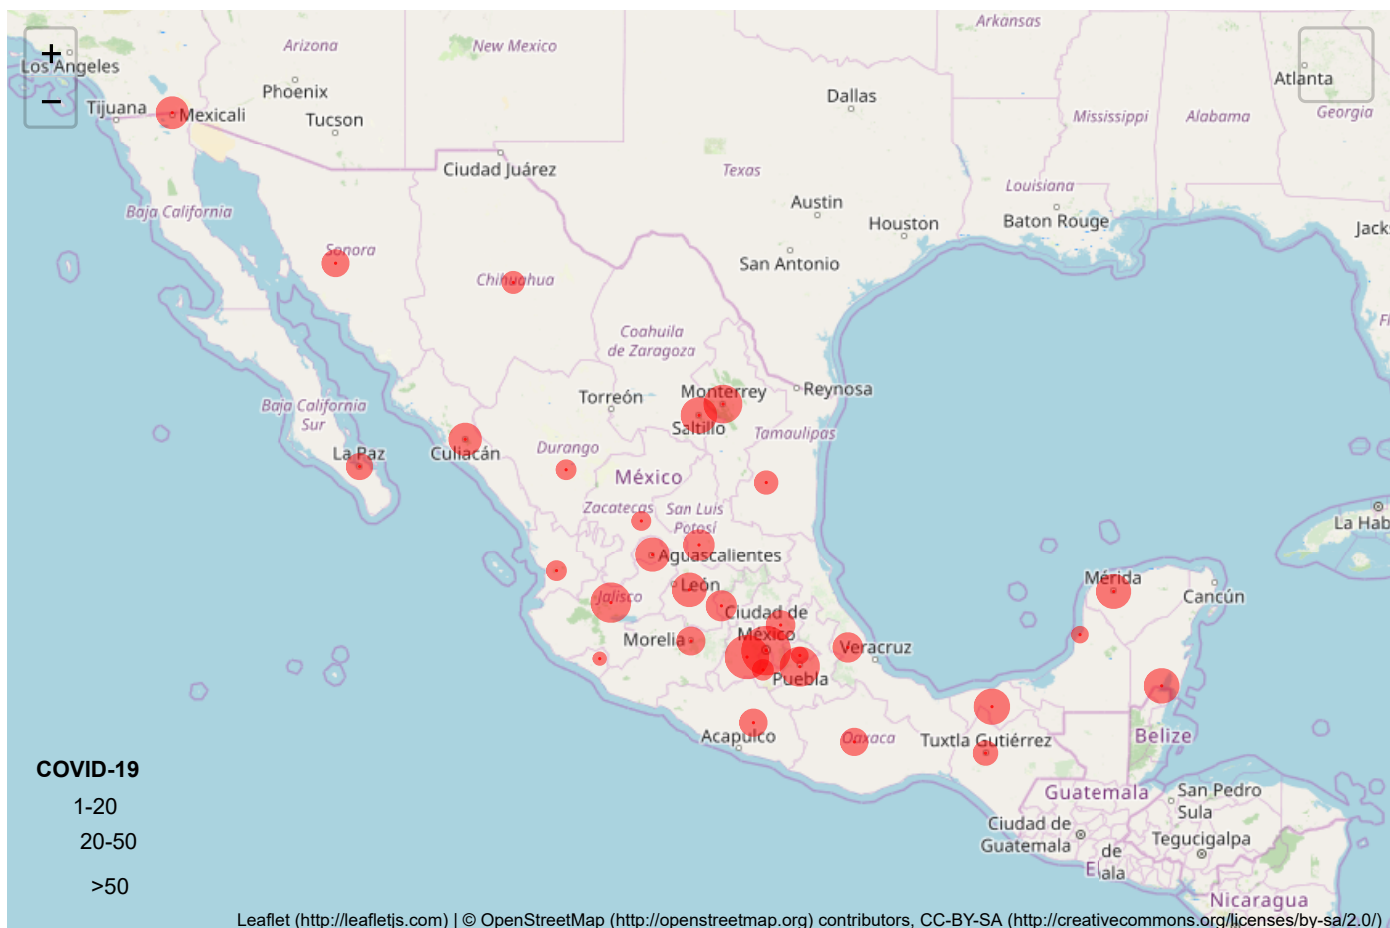 Arkansas
Arizona
New Mexico
+
Los Angeles
Atlanta
Phoenix
Dallas
−
Tijuana
Mexicali
Tucson
Mississippi
Alabama
Georgia
Ciudad Juárez
Texas
Louisiana
Baja California
Austin
Houston
Baton Rouge
Jack
Sonora
San Antonio
Chihuahua
Coahuila
de Zaragoza
Fl
Monterrey
Reynosa
Torreón
Baja California
Sur
Saltillo
Tamaulipas
La Paz
Culiacán
Durango
México
Zacatecas
San Luis
Potosí
La Hab
Aguascalientes
León
Mérida
Cancún
Jalisco
Ciudad de
México
Morelia
Veracruz
Puebla
Acapulco
Oaxaca
Tuxtla Gutiérrez
Belize
COVID-19
1-20
20-50
>50
Guatemala
San Pedro
Sula
Ciudad de
Guatemala
Tegucigalpa
de
El
ala
Nicaragua
Leaflet (http://leafletjs.com) | © OpenStreetMap (http://openstreetmap.org) contributors, CC-BY-SA (http://creativecommons.org/licenses/by-sa/2.0/)